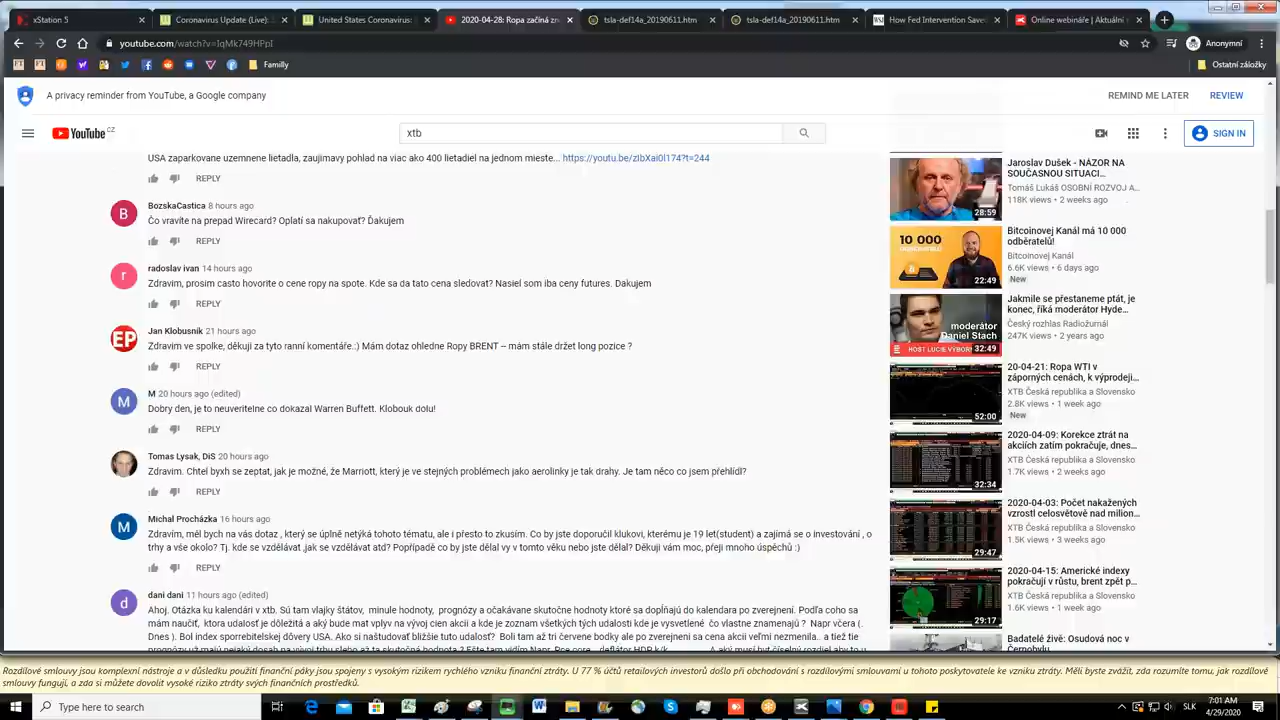 xStation 5
Coronavirus Update (Live):
United States Coronavirus:
2020-04-28: Ropa začíná zn
tsla-def14a_20190611.htm
tsla-def14a_20190611.htm
How Fed Intervention Saved
Online webináře | Aktuální
youtube.com/watch?v=IqMk749HPpI
Anonymní
Familly
Ostatní záložky
A privacy reminder from YouTube, a Google company
REMIND ME LATER
REVIEW
YouTube CZ
xtb
SIGN IN
USA zaparkovane uzemnene lietadla, zaujimavy pohlad na viac ako 400 lietadiel na jednom mieste... https://youtu.be/zIbXai0l174?t=244
REPLY
BozskaCastica 8 hours ago
Čo vravíte na prepad Wirecard? Oplatí sa nakupovať? Ďakujem
REPLY
radoslav ivan 14 hours ago
Zdravim, prosim casto hovorite o cene ropy na spote. Kde sa da tato cena sledovat? Nasiel som iba ceny futures. Dakujem
REPLY
Jan Klobusník 21 hours ago
Zdravím ve spolke, děkuji za tyto ranní komentáře.:) Mám dotaz ohledne Ropy BRENT – mám stále držet long pozice ?
REPLY
M 20 hours ago (edited)
Dobry den, je to neuveritelne co dokazal Warren Buffett. Klobouk dolu!
REPLY
Tomas Lysak, DiS 20 hours ago
Zdravím. Chtel bych se zeptat, jak je možné, že Marriott, který je ve stejných problémech jako aerolinky je tak drahy. Je tam něco co jsem přehlídl?
REPLY
Michal Procházka 16 hours ago
Zdravím, měl bych na vás dotaz , který se úplně netýká tohoto tématu, ale i přesto to zkusím. Co by jste doporučil klukovi, kterému je 19 let(student) a zajímá se o investování , o
trhy a vše okolo? Tj. kde se vzdělávat ,jak se vzdělávat atd? Popřípadě co by jste dělal vy v tomto věku nebo jste dělal? Děkuji vám moc, přeji mnoho úspěchů :)
REPLY
dani dani 11 hours ago (edited)
Ahoj. Otázka ku kalendári v xtb. Sú tam vlajky štátov, minule hodnoty, prognózy a očakávane skutočne hodnoty ktoré sa dopĺňajú do kalendára po zverejnení. Podľa coho sa
mám naučiť, ktora udalosť je dôležitá a aký bude mat vplyv na vývoj cien akcií a kde je zoznam všetkých tých udalosti kde je vysvetlené čo vlastne znamenajú ? Napr včera (.
Dnes ). Bol index spotrebiteľskej dôvery USA. Ako si naštudovať bližšie tuto udalosť? Boli tam až tri červene bodky ale po zverejnení sa cena akcii veľmi nezmenila.. a tiež tie
Jaroslav Dušek - NÁZOR NA
SOUČASNOU SITUACI...
Tomáš Lukáš OSOBNÍ ROZVOJ A...
118K views • 2 weeks ago
28:59
Bitcoinovej Kanál má 10 000
odběratelů!
Bitcoinovej Kanál
6.6K views • 6 days ago
New
10 000
22:49
Jakmile se přestaneme ptát, je
konec, říká moderátor Hyde...
Český rozhlas Radiožurnál
247K views • 2 years ago
moderátor
Daniel Stach
HOST LUCIE VÝBORN
32:49
20-04-21: Ropa WTI v
záporných cenách, k výprodeji...
XTB Česká republika a Slovensko
2.8K views • 1 week ago
New
52:00
2020-04-09: Korekce ztrát na
akciích zatím pokračuje, dnes...
XTB Česká republika a Slovensko
1.7K views • 2 weeks ago
32:34
2020-04-03: Počet nakažených
vzrostl celosvětově nad milion...
XTB Česká republika a Slovensko
1.5K views • 3 weeks ago
29:47
2020-04-15: Americké indexy
pokračují v růstu, brent zpět p...
XTB Česká republika a Slovensko
1.6K views • 1 week ago
29:17
Badatelé živě: Osudová noc v
Černobylu
Rozdílové smlouvy jsou komplexní nástroje a v důsledku použití finanční páky jsou spojeny s vysokým rizikem rychlého vzniku finanční ztráty. U 77 % účtů retailových investorů došlo při obchodování s rozdílovými smlouvami u tohoto poskytovatele ke vzniku ztráty. Měli byste zvážit, zda rozumíte tomu, jak rozdílové
smlouvy fungují, a zda si můžete dovolit vysoké riziko ztráty svých finančních prostředků.
Type here to search
SLK
7:01 AM
4/29/2020